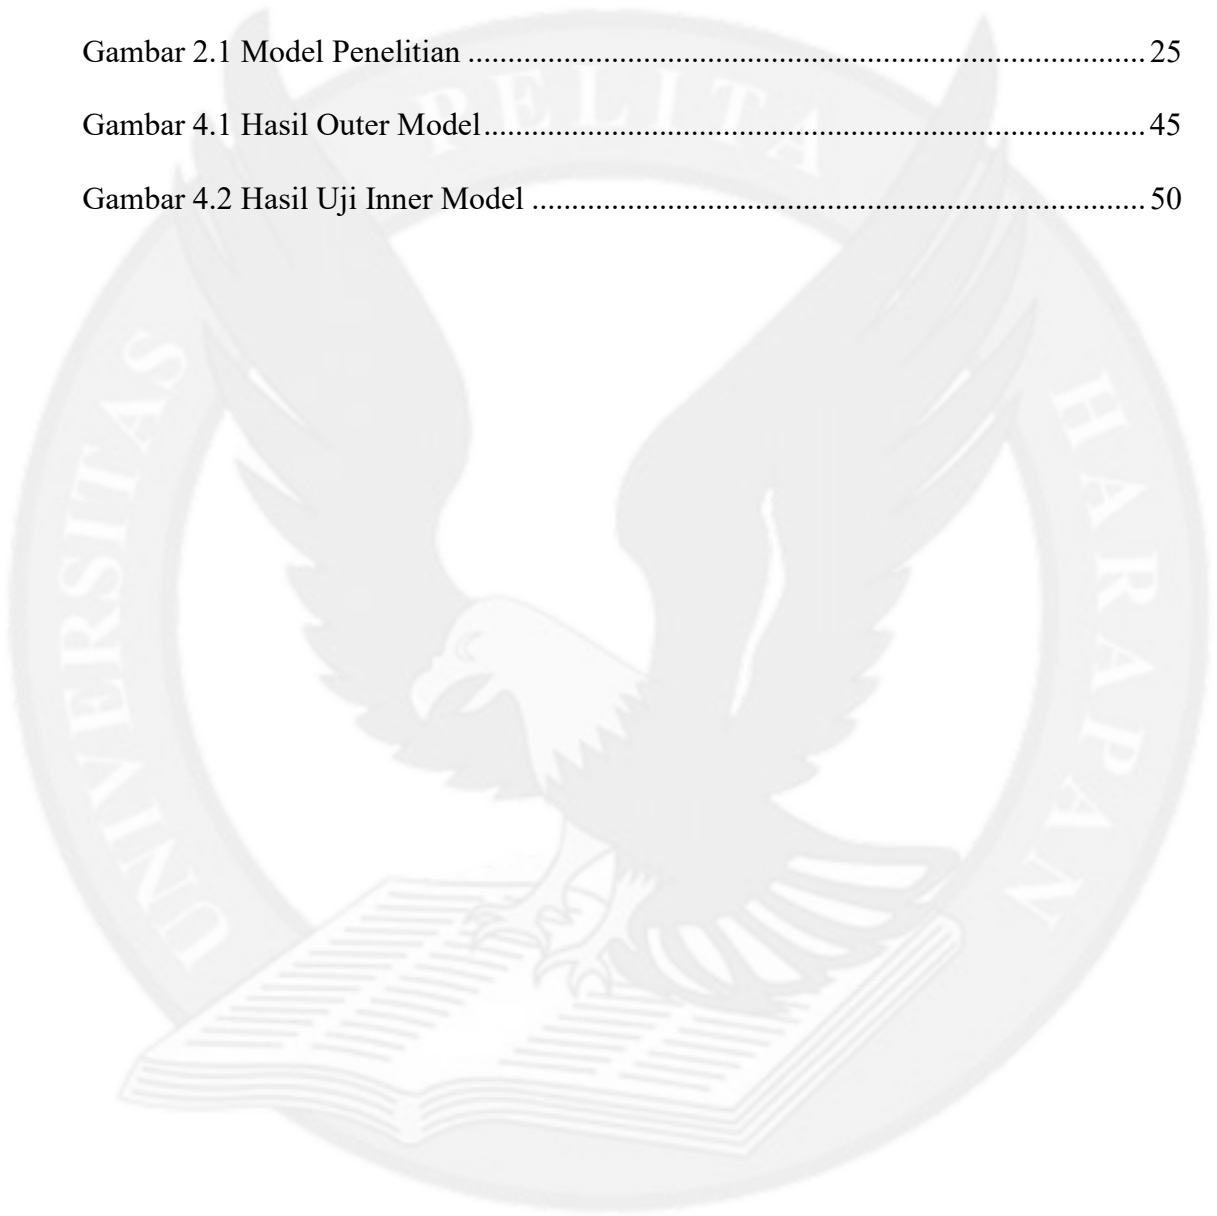 Gambar 2.1 Model Penelitian ..................................................................................... 25
Gambar 4.1 Hasil Outer Model................................................................................... 45
Gambar 4.2 Hasil Uji Inner Model ............................................................................. 50
UNIVERSITAS PELITA HARAPAN